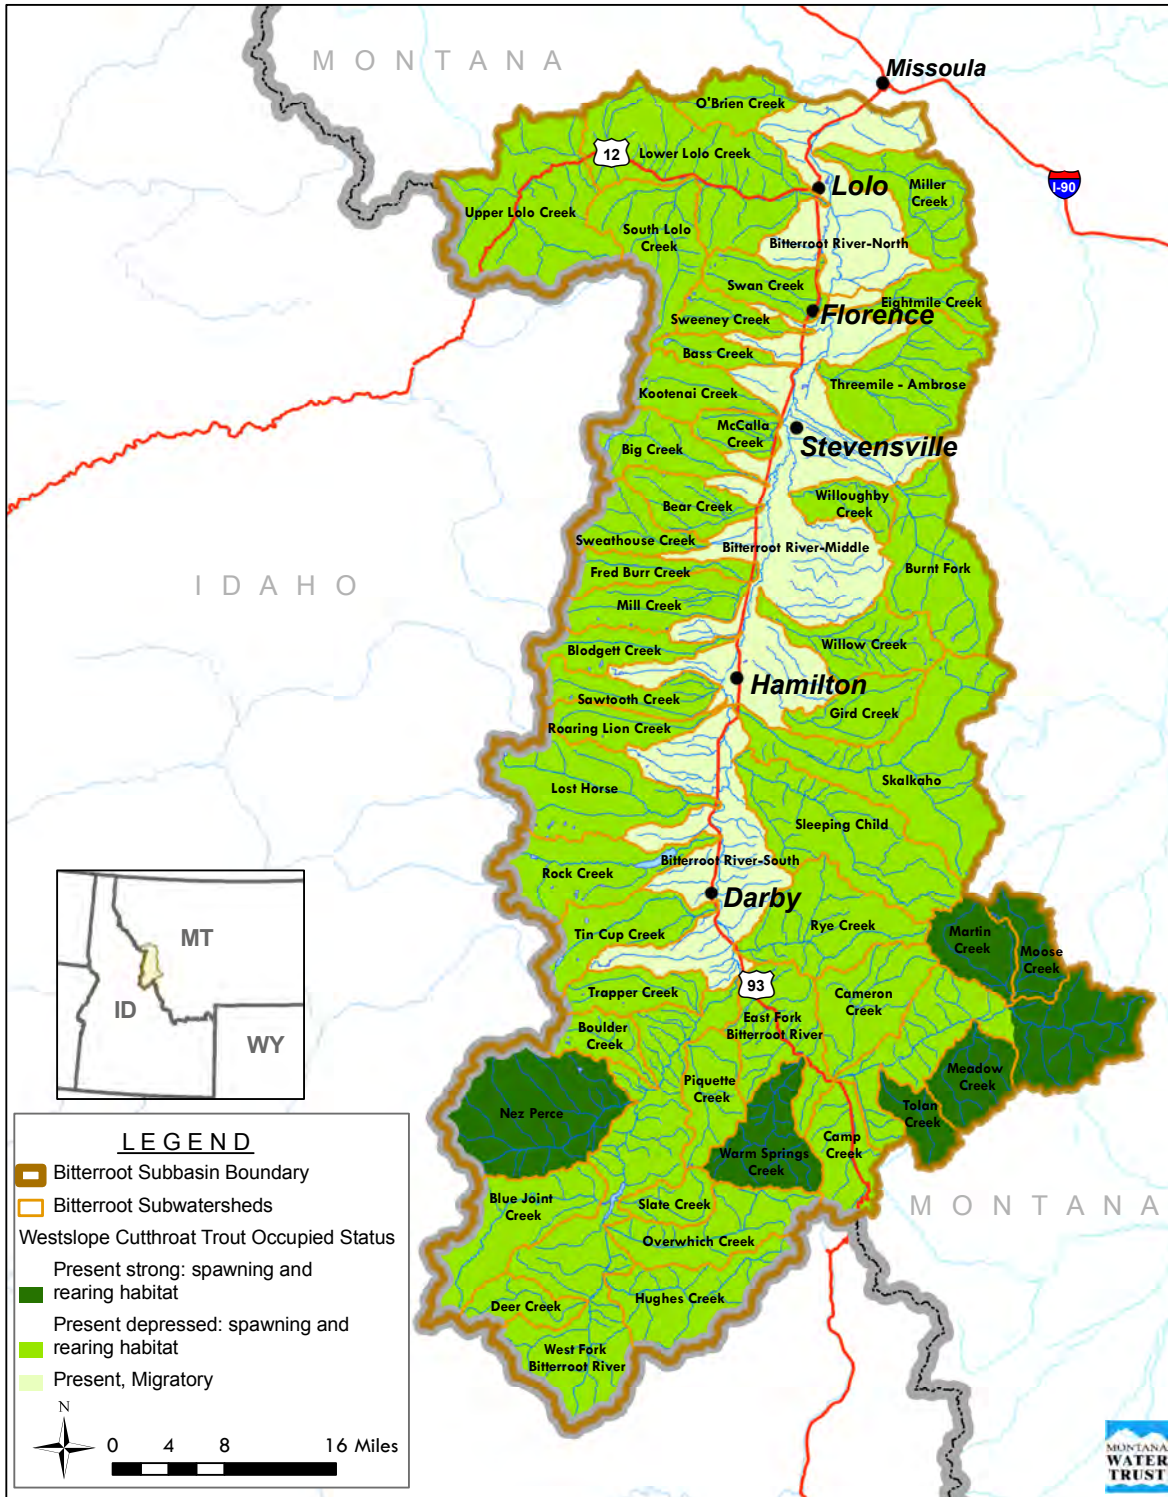 MONTANA
Missoula
O'Brien Creek
12
Lower Lolo Creek
I-90
Lolo
Miller
Creek
Upper Lolo Creek
South Lolo
Creek
Bitterroot River-North
Swan Creek
Eightmile Creek
Florence
Sweeney Creek
Bass Creek
Threemile - Ambrose
Kootenai Creek
McCalla
Creek
Stevensville
Big Creek
Willoughby
Creek
Bear Creek
Sweathouse Creek
Bitterroot River-Middle
Burnt Fork
Fred Burr Creek
IDAHO
Mill Creek
Willow Creek
Blodgett Creek
Hamilton
Sawtooth Creek
Gird Creek
Roaring Lion Creek
Skalkaho
Lost Horse
Sleeping Child
Bitterroot River-South
Rock Creek
Darby
Rye Creek
Tin Cup Creek
Martin
Creek
Moose
Creek
MT
ID
WY
93
Trapper Creek
Cameron
Creek
East Fork
Bitterroot River
Boulder
Creek
Meadow
Creek
Piquette
Creek
Nez Perce
Tolan
Creek
Camp
Creek
Warm Springs
Creek
Blue Joint
Creek
Slate Creek
MONTANA
Overwhich Creek
Deer Creek
Hughes Creek
West Fork
Bitterroot River
LEGEND
Bitterroot Subbasin Boundary
Bitterroot Subwatersheds
Westslope Cutthroat Trout Occupied Status
Present strong: spawning and
rearing habitat
Present depressed: spawning and
rearing habitat
Present, Migratory
N
0 4 8 16 Miles
MONTANA
WATER
TRUST